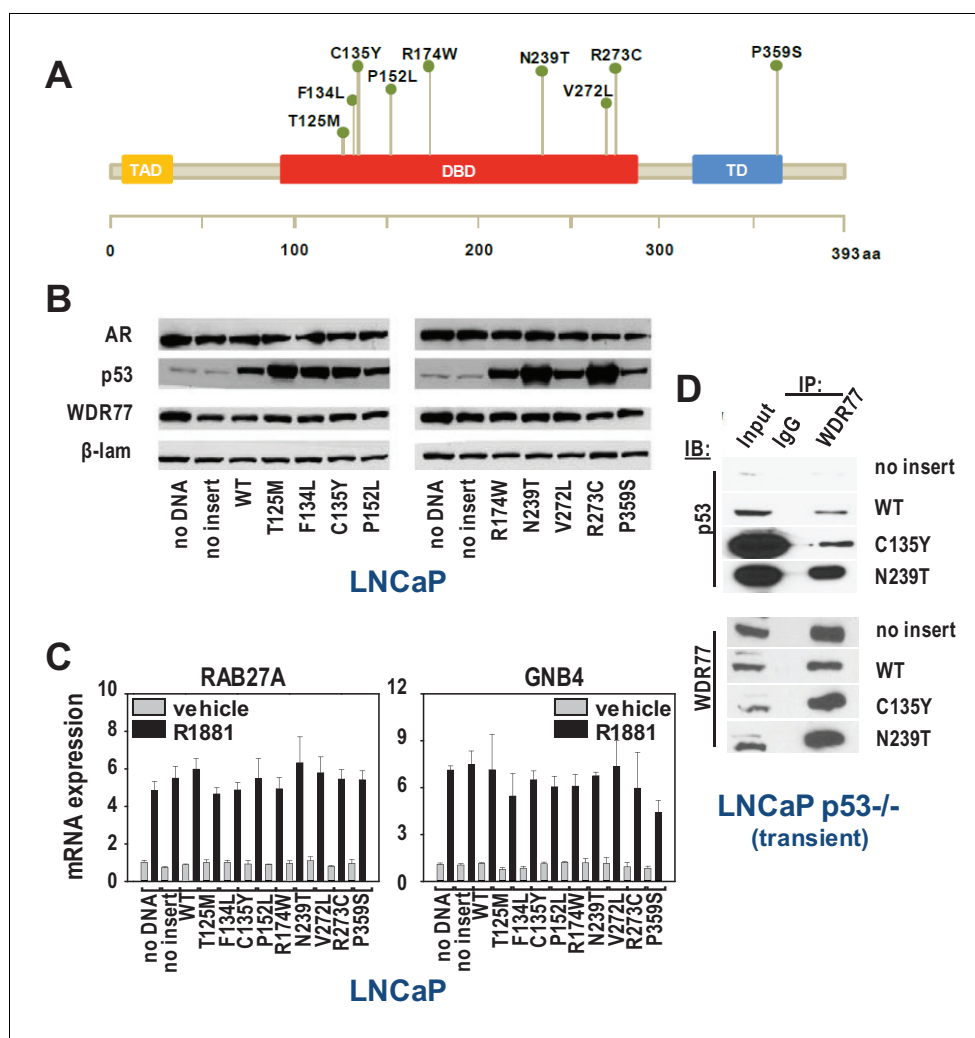 A
C135Y
R174W
N239T
R273C
P359S
P152L
V272L
F134L
T125M
TAD
DBD
TD
0
100
200
300
393 aa
B
AR
p53
WDR77
β-lam
no DNA
no insert
WT
T125M
F134L
C135Y
P152L
no DNA
no insert
R174W
N239T
V272L
R273C
P359S
LNCaP
C
RAB27A
GNB4
mRNA expression
10
8
6
4
2
0
vehicle
R1881
12
9
6
3
0
vehicle
R1881
no DNA
no insert
WT
T125M
F134L
C135Y
P152L
R174W
N239T
V272L
R273C
P359S
no DNA
no insert
WT
T125M
F134L
C135Y
P152L
R174W
N239T
V272L
R273C
P359S
LNCaP
D
IP:
Input
IgG
WDR77
IB:
p53
no insert
WT
C135Y
N239T
WDR77
no insert
WT
C135Y
N239T
LNCaP p53-/-
(transient)